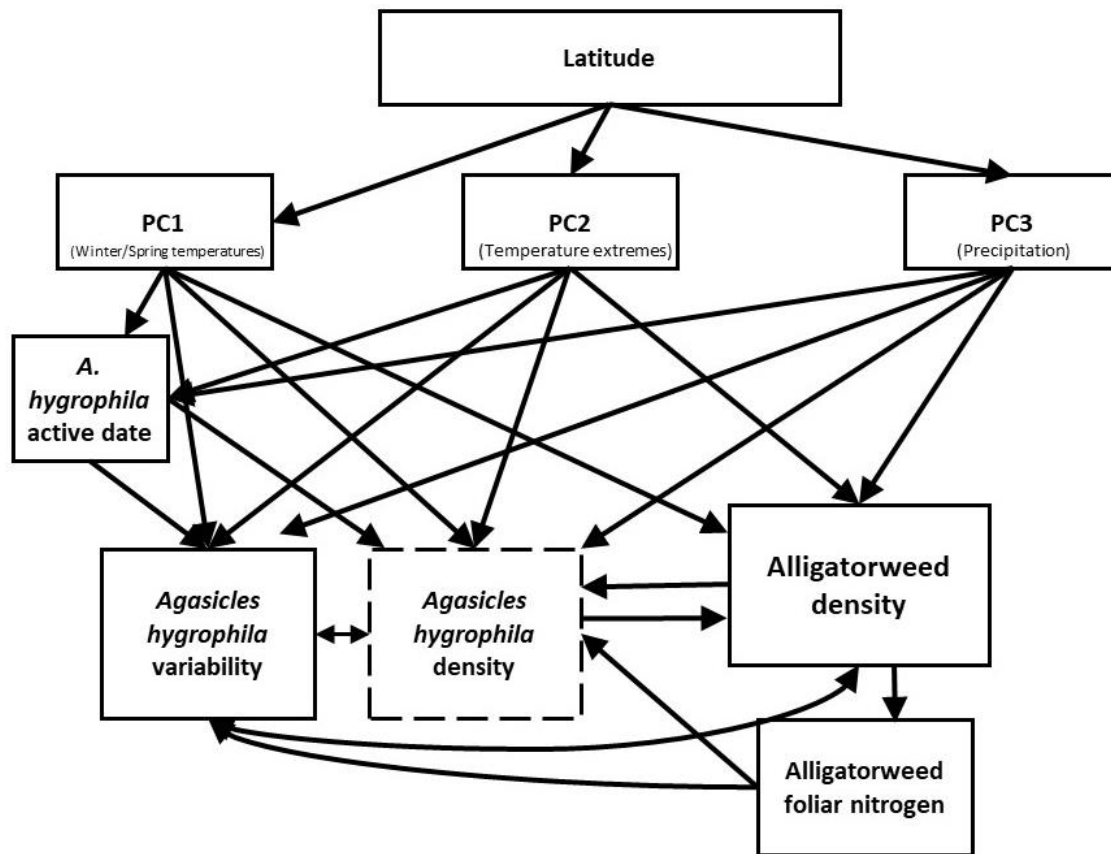 Latitude
PC1
(Winter/Spring temperatures)
PC2
(Temperature extremes)
PC3
(Precipitation)
A.
hygrophila
active date
Agasicles
hygrophila
variability
Agasicles
hygrophila
density
Alligatorweed
density
Alligatorweed
foliar nitrogen